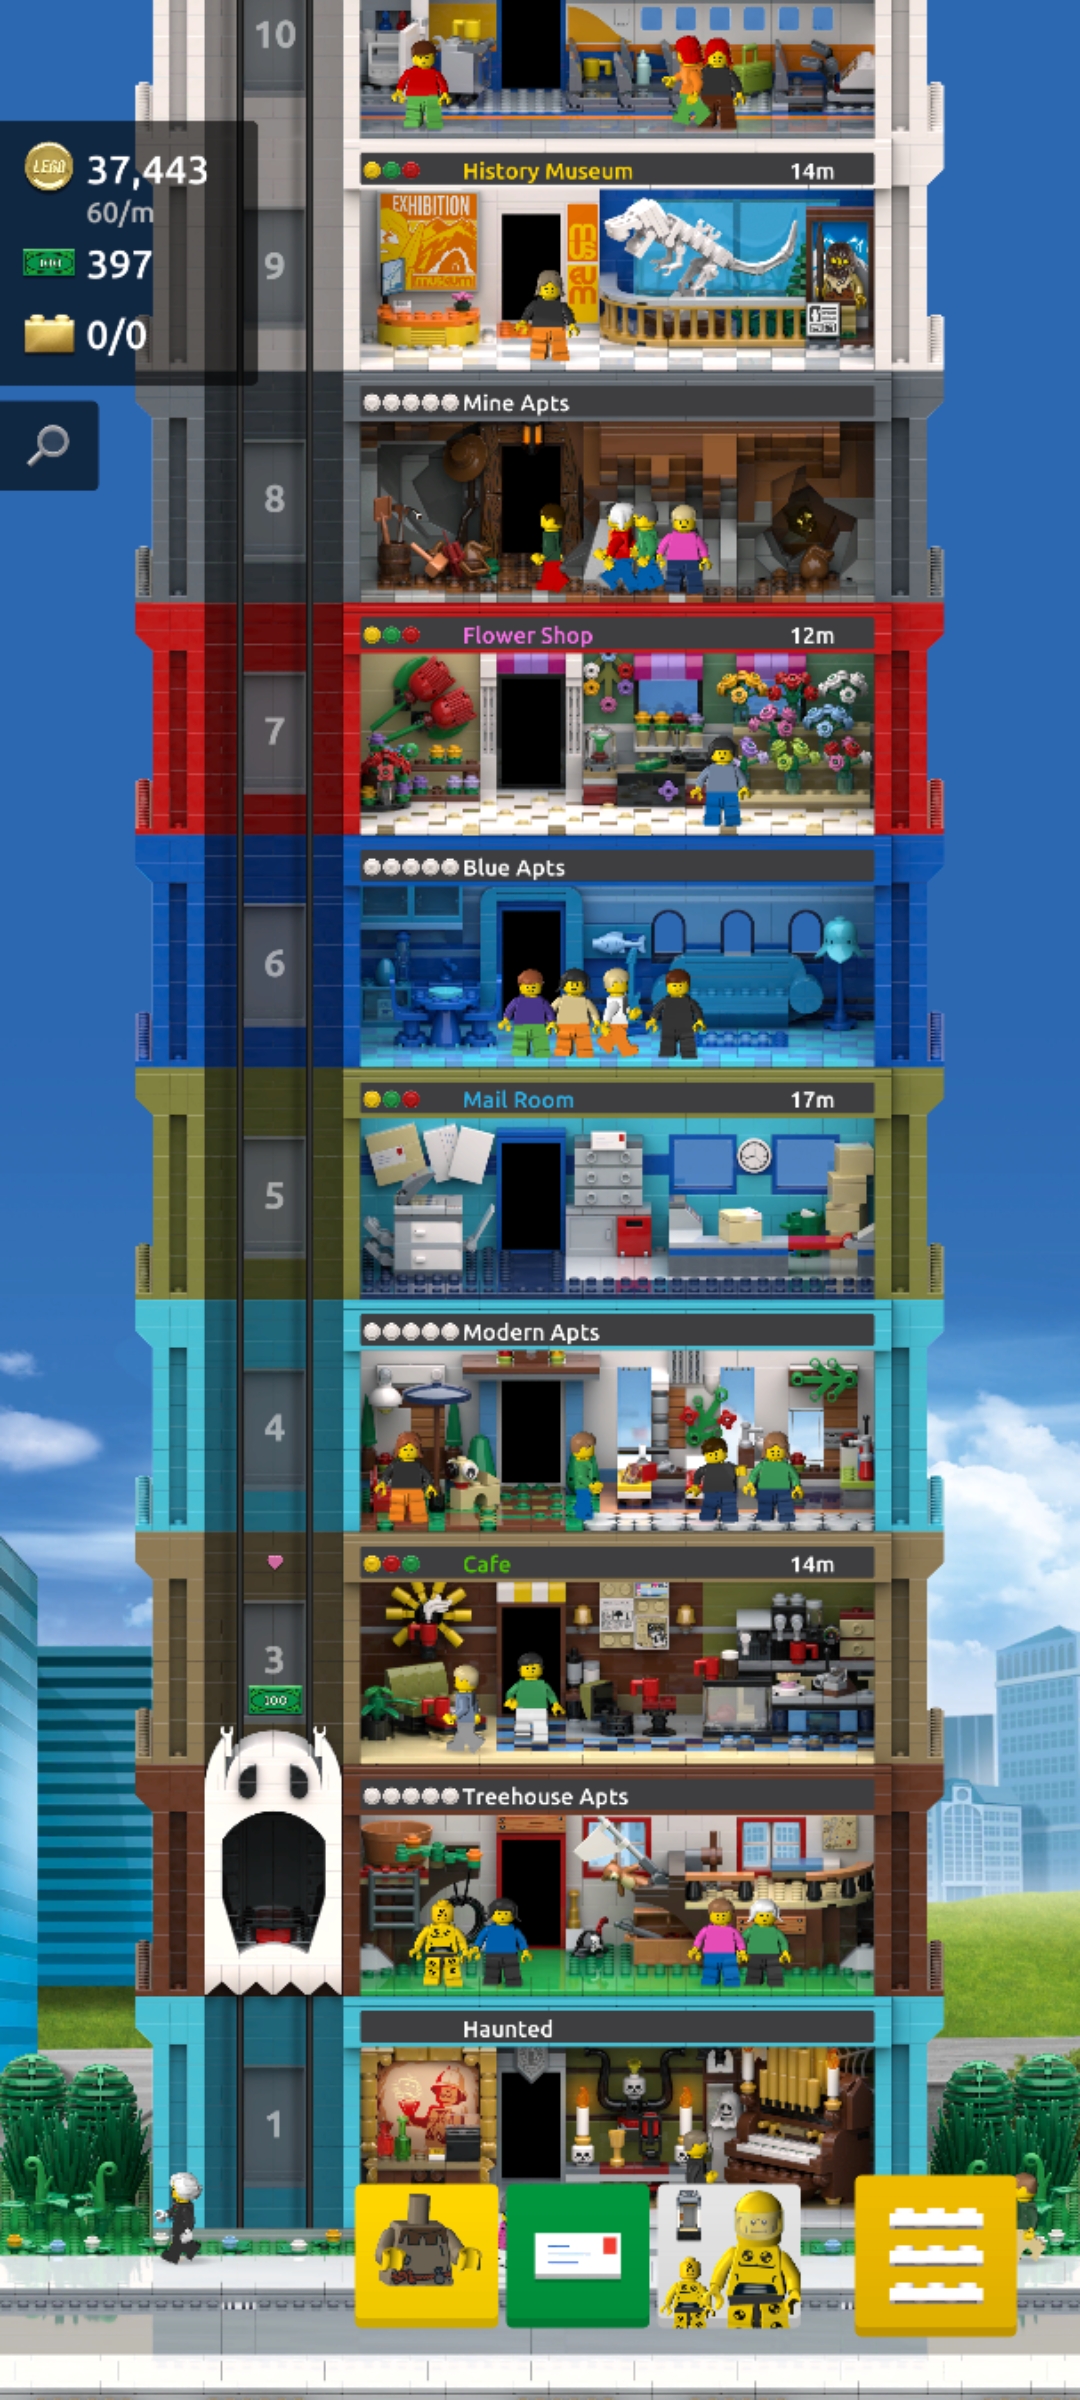 10
LEGO
37,443
60/m
397
0/0
History Museum 14m
EXHIBITION
museum
mus
eum
9
Mine Apts
8
Flower Shop 12m
7
Blue Apts
6
Mail Room 17m
5
Modern Apts
4
Cafe 14m
3
100
Treehouse Apts
Haunted
1